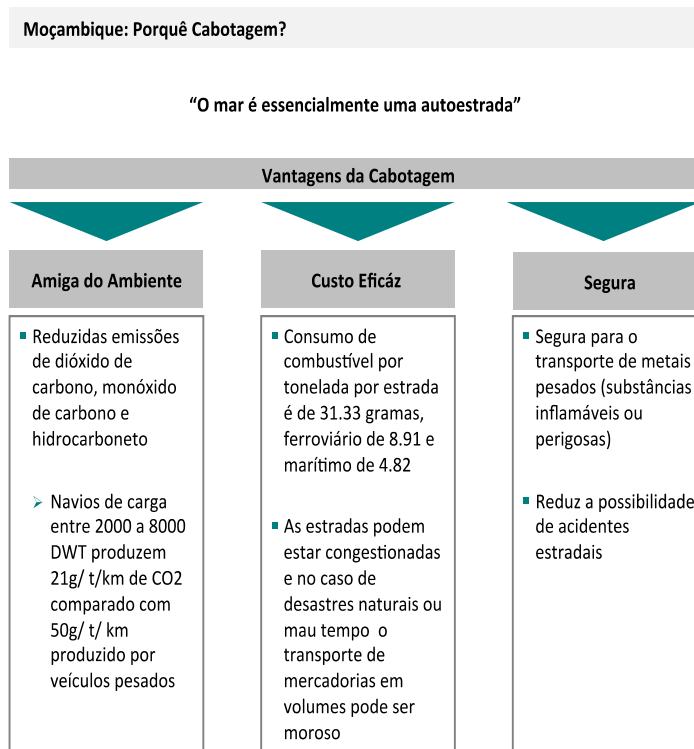 Moçambique: Porquê Cabotagem?
“O mar é essencialmente uma autoestrada”
Vantagens da Cabotagem
Amiga do Ambiente
Reduzidas emissões
de dióxido de
carbono, monóxido
de carbono e
hidrocarboneto
Navios de carga
entre 2000 a 8000
DWT produzem
21g/ t/km de CO2
comparado com
50g/ t/ km
produzido por
veículos pesados
Custo Eficáz
Consumo de
combustível por
tonelada por estrada
é de 31.33 gramas,
ferroviário de 8.91 e
marítimo de 4.82
As estradas podem
estar congestionadas
e no caso de
desastres naturais ou
mau tempo o
transporte de
mercadorias em
volumes pode ser
moroso
Segura
Segura para o
transporte de metais
pesados (substâncias
inflamáveis ou
perigosas)
Reduz a possibilidade
de acidentes
estradais